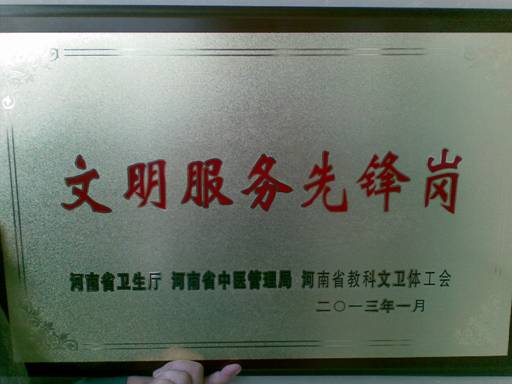 文明服务先锋岗
河南省卫生厅 河南省中医管理局 河南省教科文卫体工会
二〇一三年一月